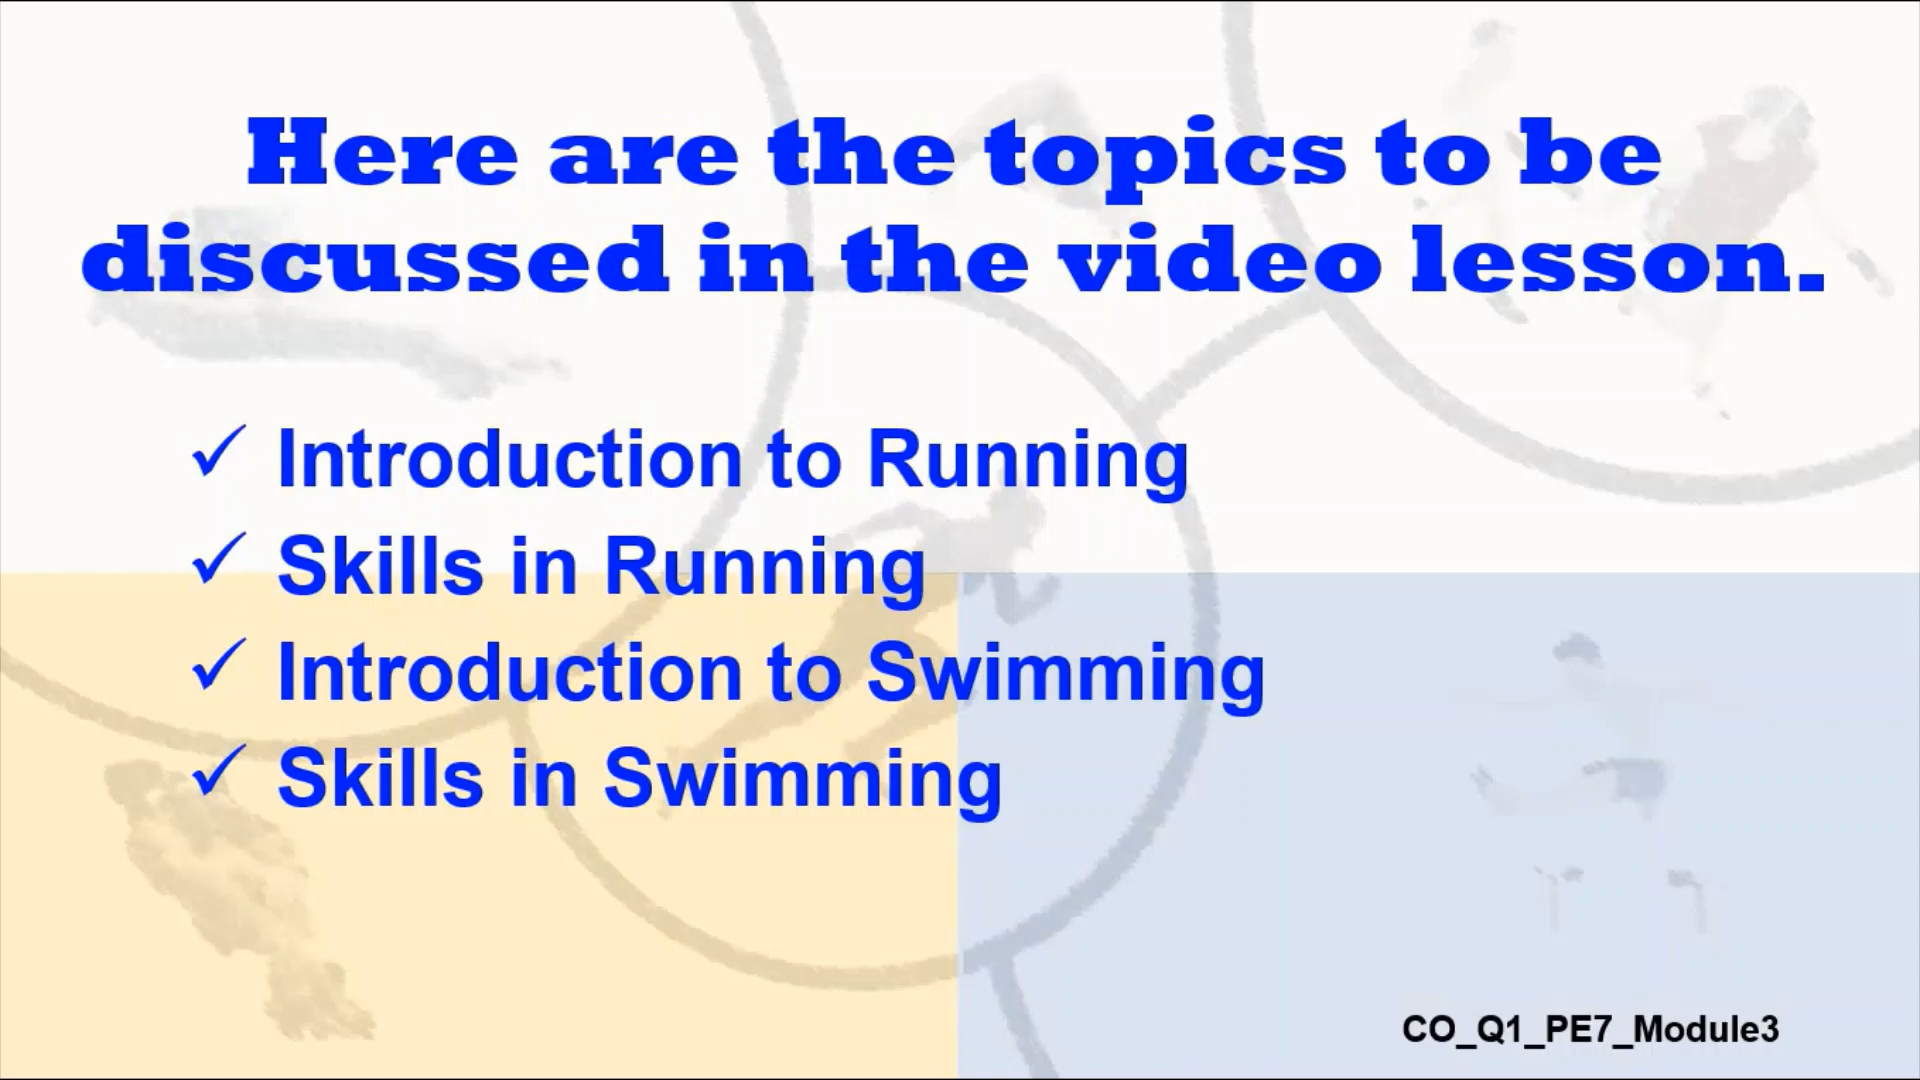 Here are the topics to be
discussed in the video lesson.
✓ Introduction to Running
✓ Skills in Running
✓ Introduction to Swimming
✓ Skills in Swimming
CO_Q1_PE7_Module3